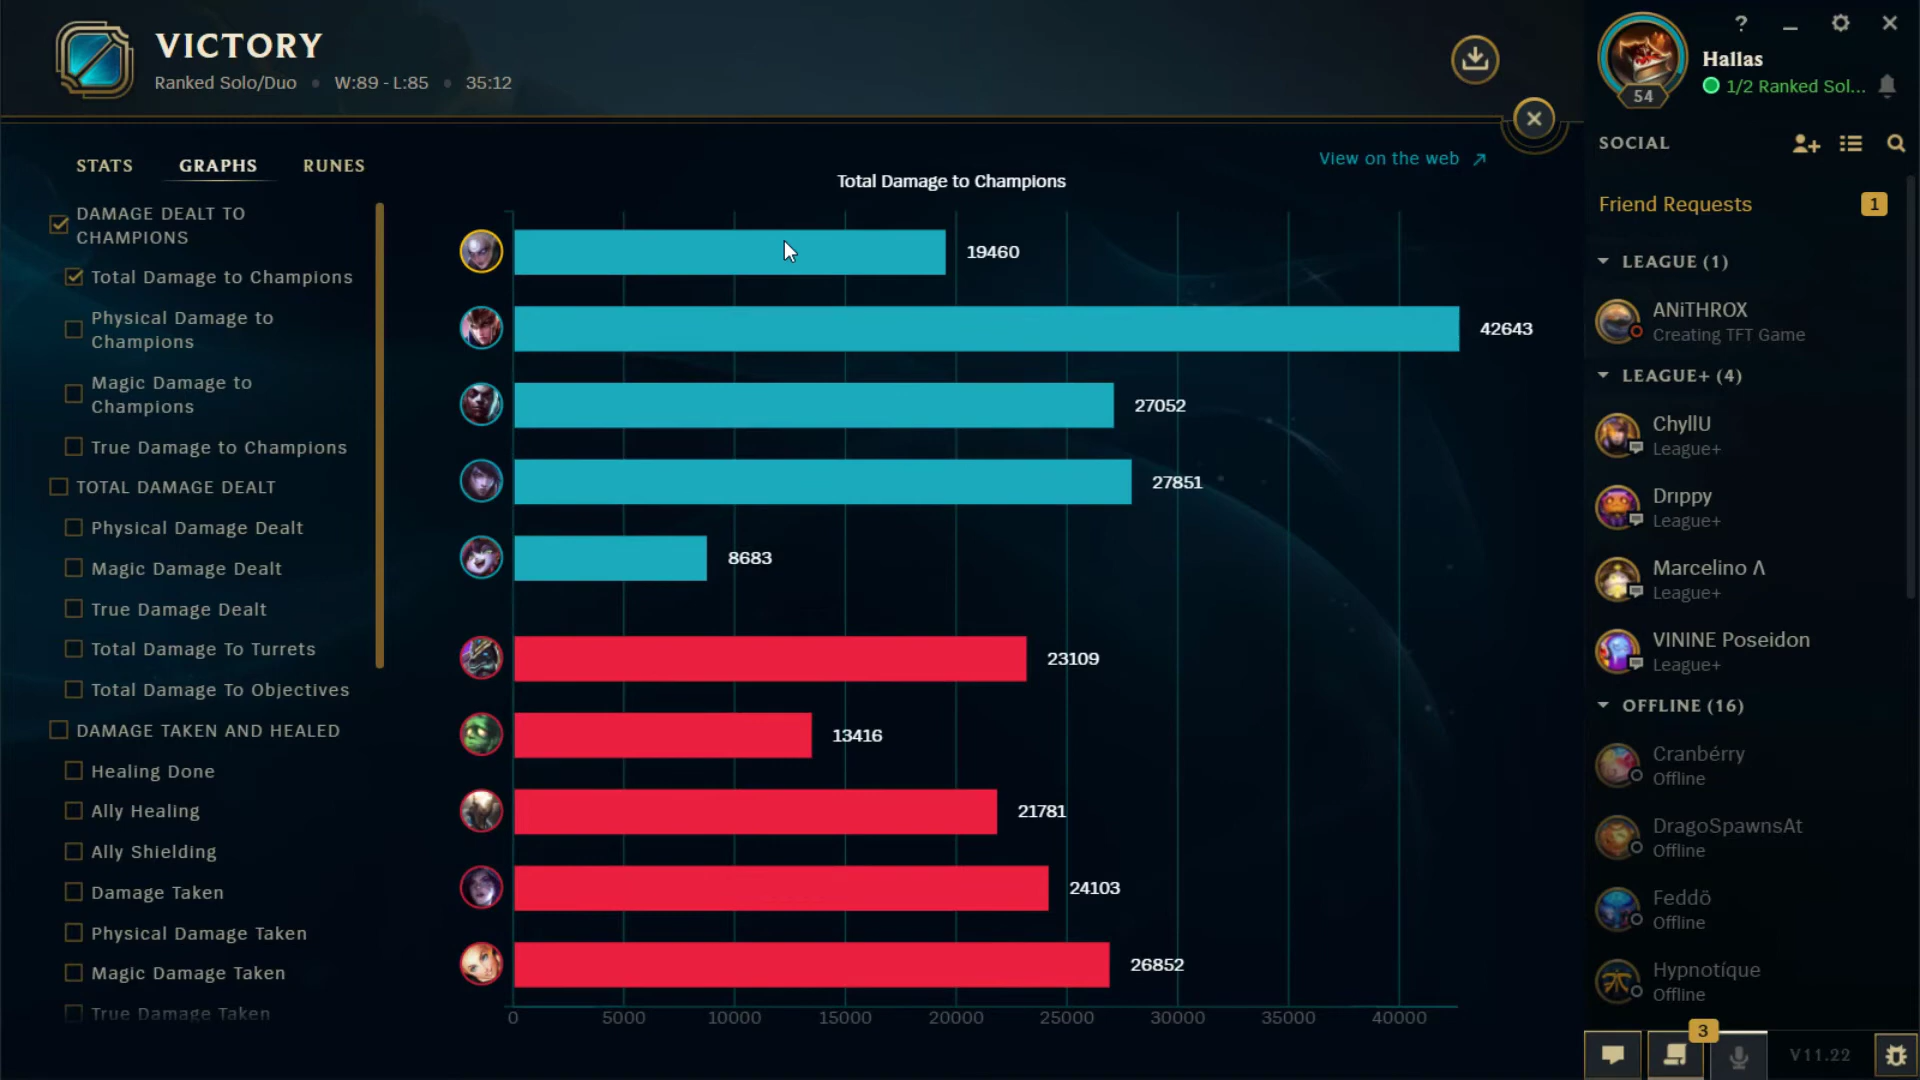 VICTORY
Ranked Solo/Duo • W:89 - L:85 • 35:12
STATS GRAPHS RUNES
DAMAGE DEALT TO
CHAMPIONS
Total Damage to Champions
Physical Damage to
Champions
Magic Damage to
Champions
True Damage to Champions
TOTAL DAMAGE DEALT
Physical Damage Dealt
Magic Damage Dealt
True Damage Dealt
Total Damage To Turrets
Total Damage To Objectives
DAMAGE TAKEN AND HEALED
Healing Done
Ally Healing
Ally Shielding
Damage Taken
Physical Damage Taken
Magic Damage Taken
True Damage Taken
View on the web
Total Damage to Champions
19460
42643
27052
27851
8683
23109
13416
21781
24103
26852
0 5000 10000 15000 20000 25000 30000 35000 40000
?
54
Hallas
1/2 Ranked Sol...
SOCIAL
Friend Requests 1
LEAGUE (1)
ANiTHROX
Creating TFT Game
LEAGUE+ (4)
ChyllU
League+
Drıppy
League+
Marcelino Λ
League+
VININE Poseidon
League+
OFFLINE (16)
Cranbérry
Offline
DragoSpawnsAt
Offline
Feddö
Offline
Hypnotíque
Offline
3
V11.22